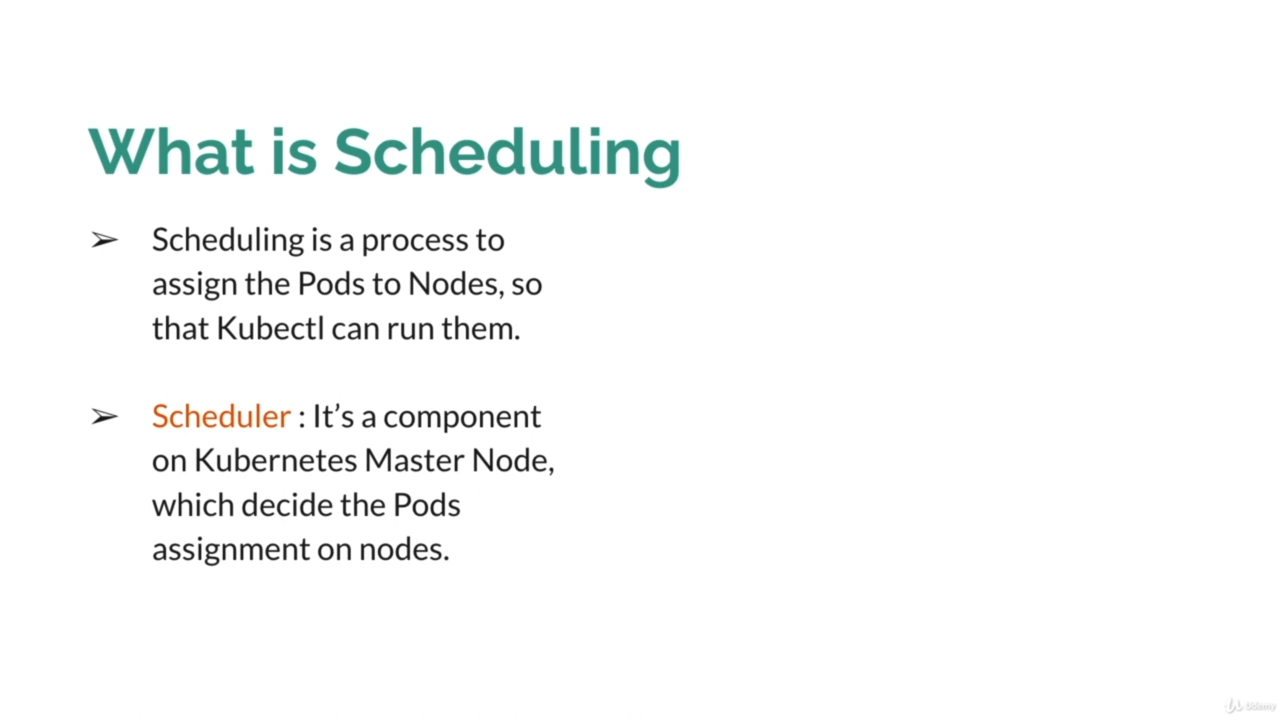 What is Scheduling
➢ Scheduling is a process to
assign the Pods to Nodes, so
that Kubectl can run them.
➢ Scheduler : It’s a component
on Kubernetes Master Node,
which decide the Pods
assignment on nodes.
Udemy